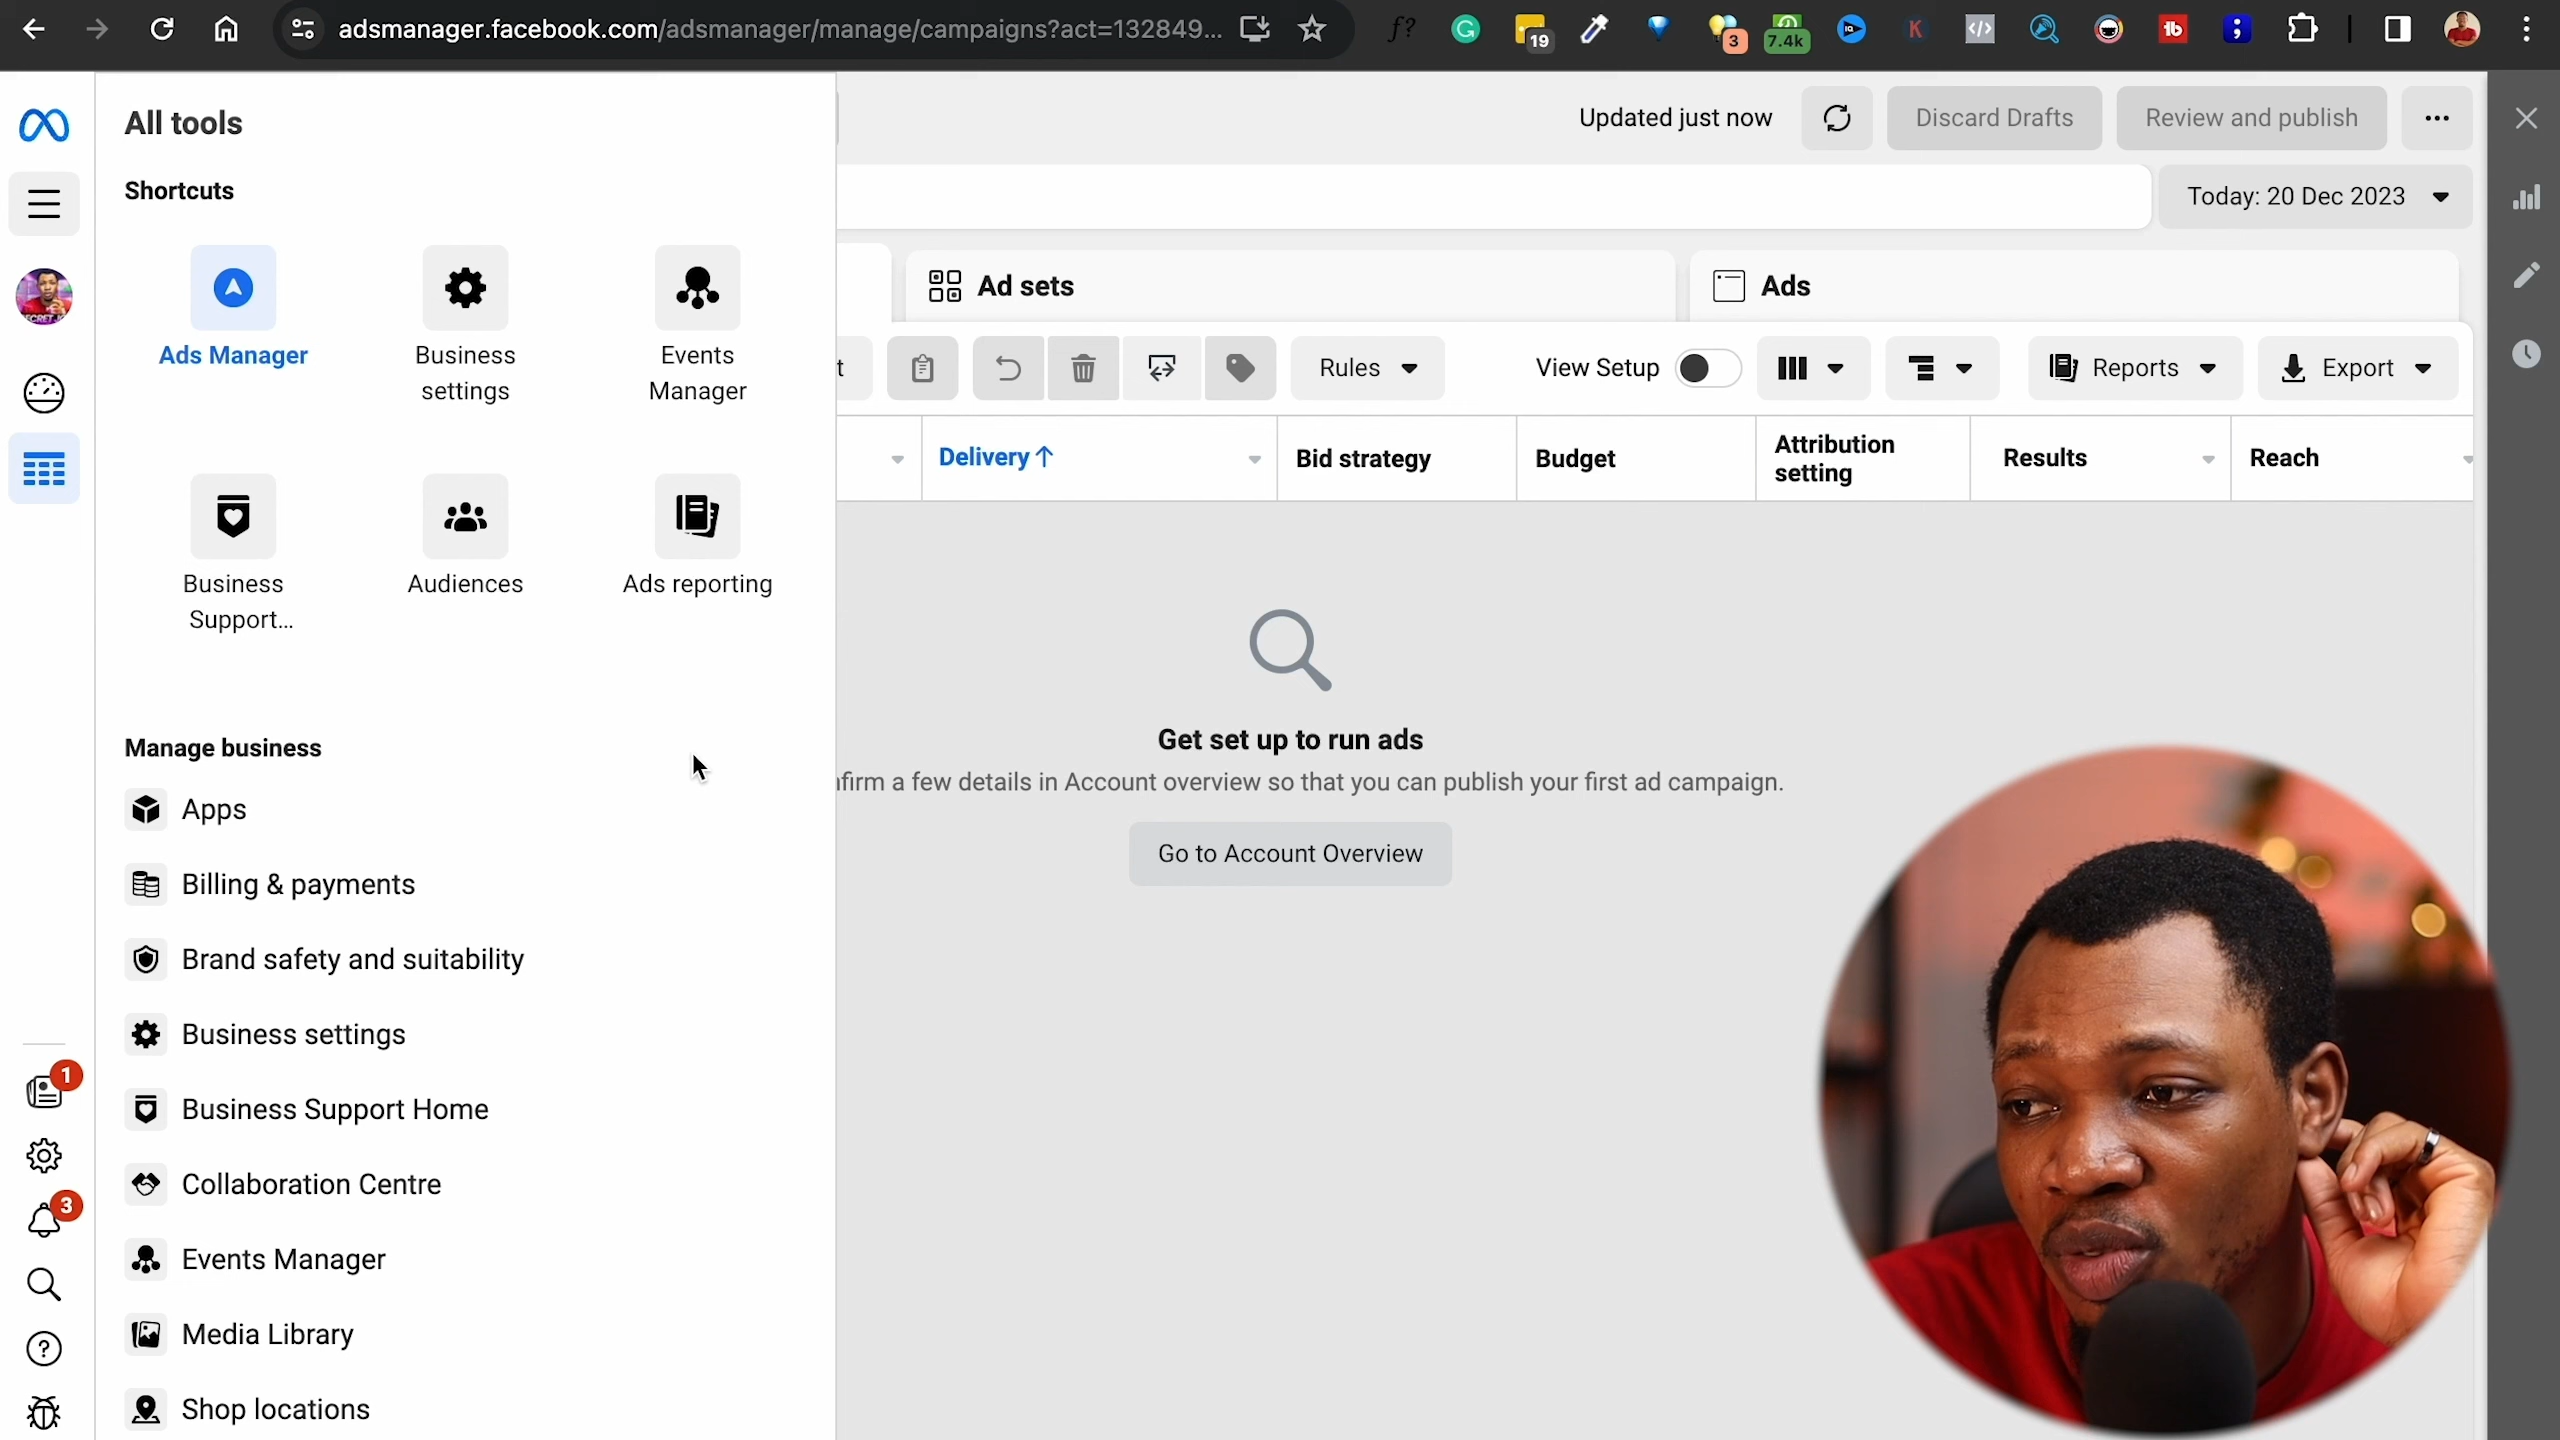 adsmanager.facebook.com/adsmanager/manage/campaigns?act=132849...
f?
19
3
7.4k
K
All tools
Shortcuts
Ads Manager
Business settings
Events Manager
Business Support...
Audiences
Ads reporting
Manage business
Apps
Billing & payments
Brand safety and suitability
Business settings
Business Support Home
Collaboration Centre
Events Manager
Media Library
Shop locations
1
3
Updated just now
Discard Drafts
Review and publish
Today: 20 Dec 2023
Ad sets
Ads
t
Rules
View Setup
Reports
Export
Delivery ↑
Bid strategy
Budget
Attribution setting
Results
Reach
Get set up to run ads
nfirm a few details in Account overview so that you can publish your first ad campaign.
Go to Account Overview